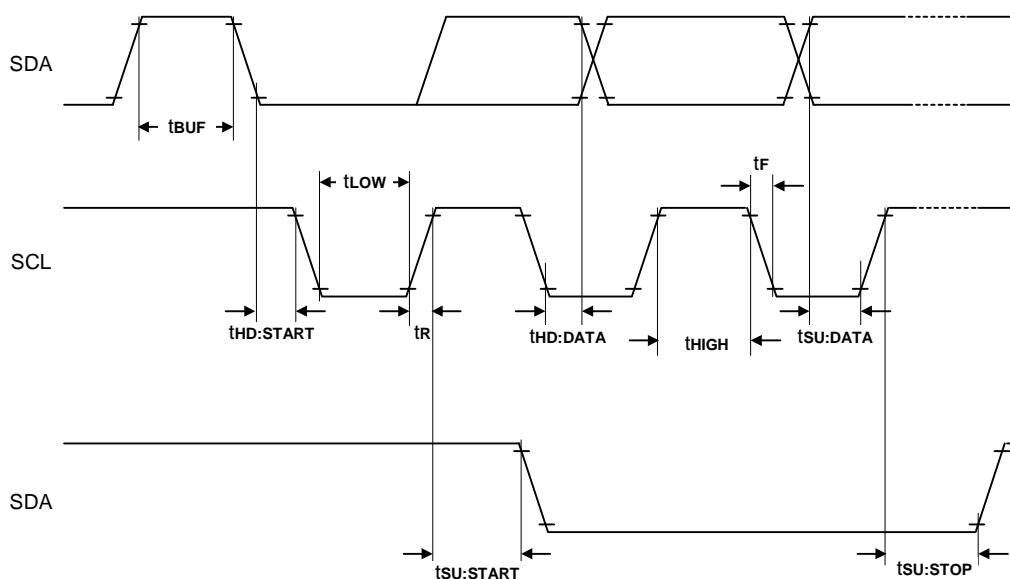 SDA
tBUF
tLOW
tF
SCL
tHD:START
tR
tHD:DATA
tHIGH
tSU:DATA
SDA
tSU:START
tSU:STOP